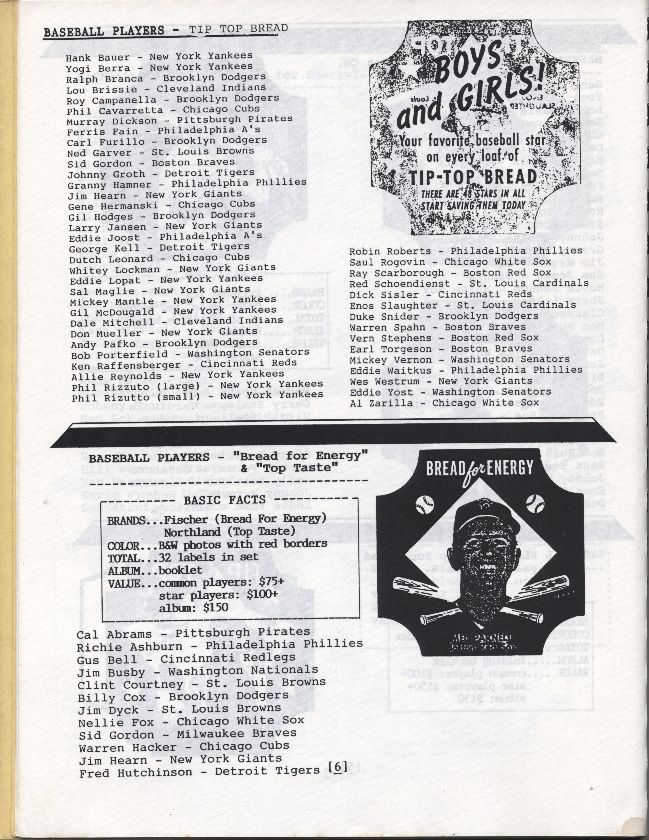 BASEBALL PLAYERS - TIP TOP BREAD
Hank Bauer - New York Yankees
Yogi Berra - New York Yankees
Ralph Branca - Brooklyn Dodgers
Lou Brissie - Cleveland Indians
Roy Campanella - Brooklyn Dodgers
Phil Cavarretta - Chicago Cubs
Murray Dickson - Pittsburgh Pirates
Ferris Fain - Philadelphia A's
Carl Furillo - Brooklyn Dodgers
Ned Garver - St. Louis Browns
Sid Gordon - Boston Braves
Johnny Groth - Detroit Tigers
Granny Hamner - Philadelphia Phillies
Jim Hearn - New York Giants
Gene Hermanski - Chicago Cubs
Gil Hodges - Brooklyn Dodgers
Larry Jansen - New York Giants
Eddie Joost - Philadelphia A's
George Kell - Detroit Tigers
Dutch Leonard - Chicago Cubs
Whitey Lockman - New York Giants
Eddie Lopat - New York Yankees
Sal Maglie - New York Giants
Mickey Mantle - New York Yankees
Gil McDougald - New York Yankees
Dale Mitchell - Cleveland Indians
Don Mueller - New York Giants
Andy Pafko - Brooklyn Dodgers
Bob Porterfield - Washington Senators
Ken Raffensberger - Cincinnati Reds
Allie Reynolds - New York Yankees
Phil Rizzuto (large) - New York Yankees
Phil Rizutto (small) - New York Yankees
BOYS
and GIRLS!
Your favorite baseball star
on every loaf of
TIP-TOP BREAD
THERE ARE 48 STARS IN ALL
START SAVING THEM TODAY
Robin Roberts - Philadelphia Phillies
Saul Rogovin - Chicago White Sox
Ray Scarborough - Boston Red Sox
Red Schoendienst - St. Louis Cardinals
Dick Sisler - Cincinnati Reds
Enos Slaughter - St. Louis Cardinals
Duke Snider - Brooklyn Dodgers
Warren Spahn - Boston Braves
Vern Stephens - Boston Red Sox
Earl Torgeson - Boston Braves
Mickey Vernon - Washington Senators
Eddie Waitkus - Philadelphia Phillies
Wes Westrum - New York Giants
Eddie Yost - Washington Senators
Al Zarilla - Chicago White Sox
BASEBALL PLAYERS - "Bread for Energy"
& "Top Taste"
BASIC FACTS
BRANDS...Fischer (Bread For Energy)
Northland (Top Taste)
COLOR...B&W photos with red borders
TOTAL...32 labels in set
ALBUM...booklet
VALUE...common players: $75+
star players: $100+
album: $150
BREAD for ENERGY
MEL PARNELL
Cal Abrams - Pittsburgh Pirates
Richie Ashburn - Philadelphia Phillies
Gus Bell - Cincinnati Redlegs
Jim Busby - Washington Nationals
Clint Courtney - St. Louis Browns
Billy Cox - Brooklyn Dodgers
Jim Dyck - St. Louis Browns
Nellie Fox - Chicago White Sox
Sid Gordon - Milwaukee Braves
Warren Hacker - Chicago Cubs
Jim Hearn - New York Giants
Fred Hutchinson - Detroit Tigers [6]